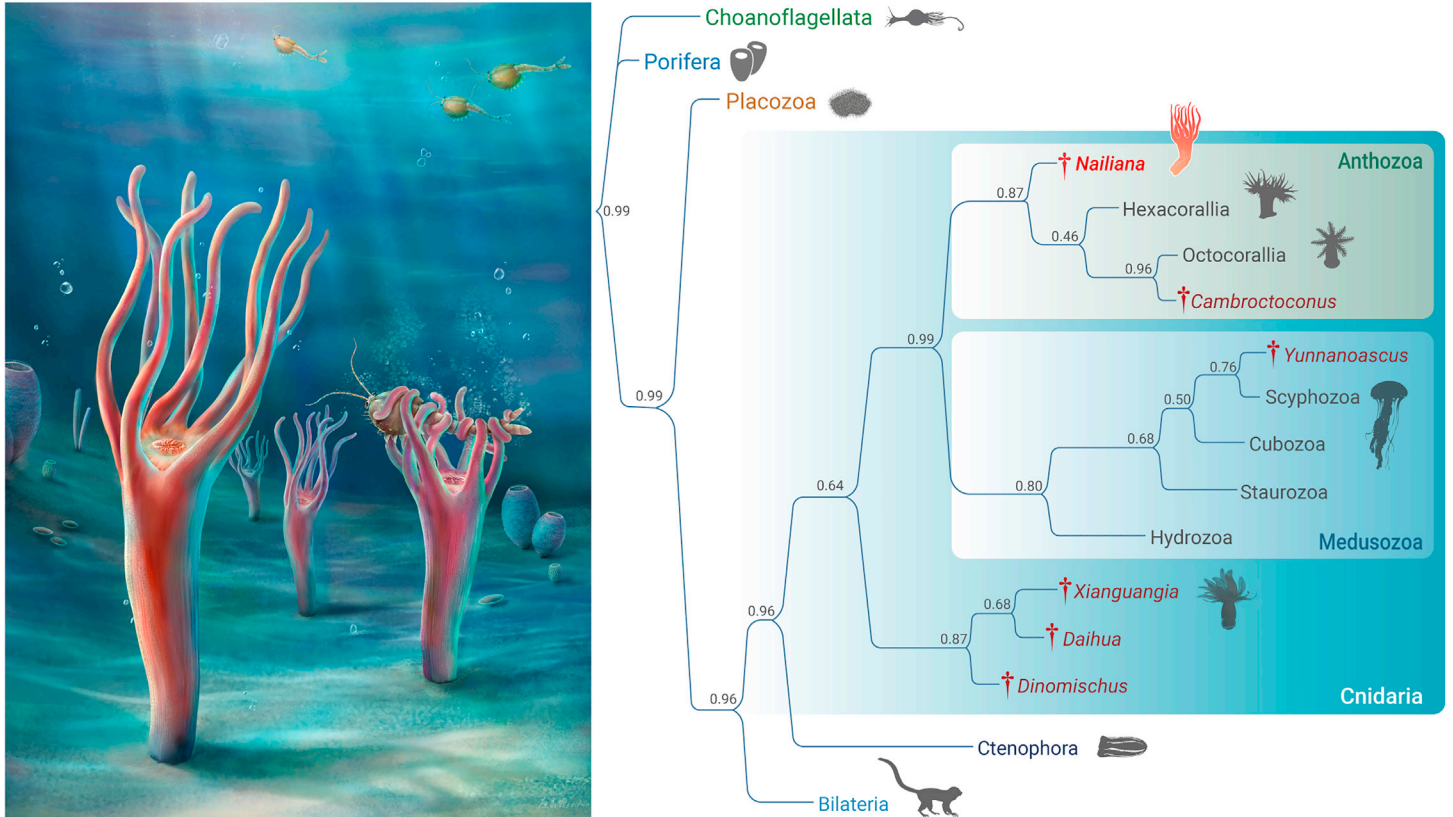 Choanoflagellata
Porifera
Placozoa
† Nailiana
Anthozoa
0.87
Hexacorallia
0.99
0.46
Octocorallia
0.96
† Cambroctoconus
0.99
† Yunnanoascus
0.76
0.99
Scyphozoa
0.50
0.68
Cubozoa
0.64
0.80
Staurozoa
Hydrozoa
Medusozoa
† Xianguangia
0.68
0.96
0.87
† Daihua
† Dinomischus
0.96
Cnidaria
Ctenophora
Bilateria